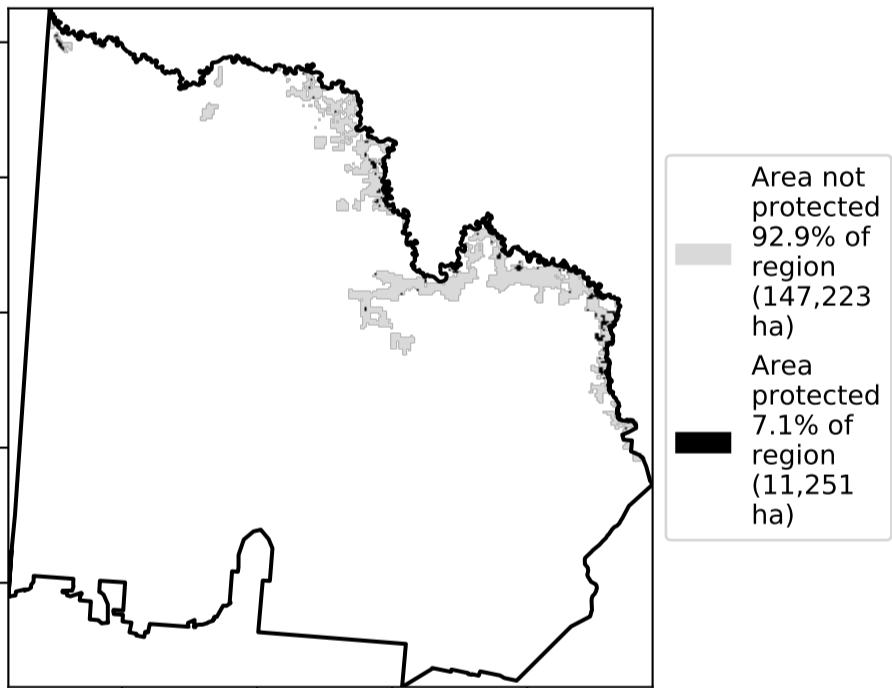 Area not
protected
92.9% of
region
(147,223
ha)
Area
protected
7.1% of
region
(11,251
ha)